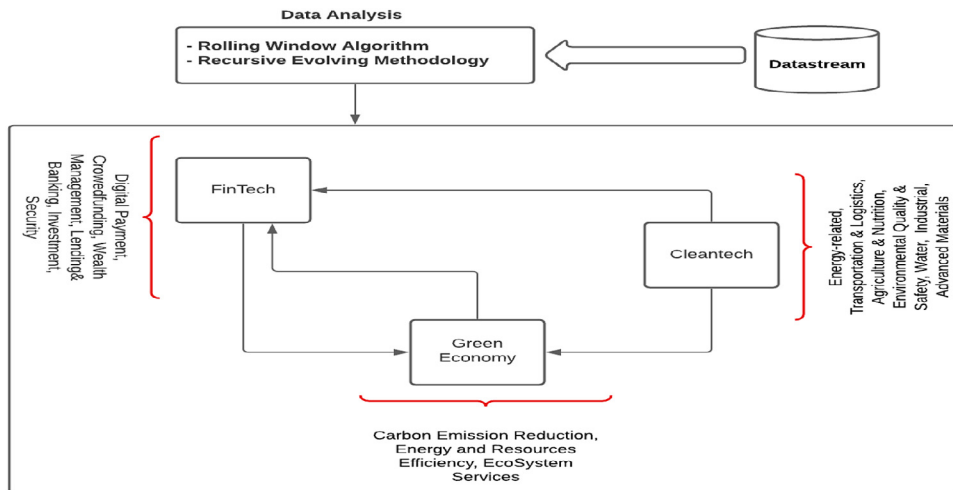 Data Analysis
- Rolling Window Algorithm
- Recursive Evolving Methodology
Datastream
Digital Payment,
Crowedfunding, Wealth
Management, Lending&
Banking, Investment,
Security
FinTech
Cleantech
Energy-related,
Transportation & Logistics,
Agriculture & Nutrition,
Environmental Quality &
Safety, Water, Industrial,
Advanced Materials
Green
Economy
Carbon Emission Reduction,
Energy and Resources
Efficiency, EcoSystem
Services